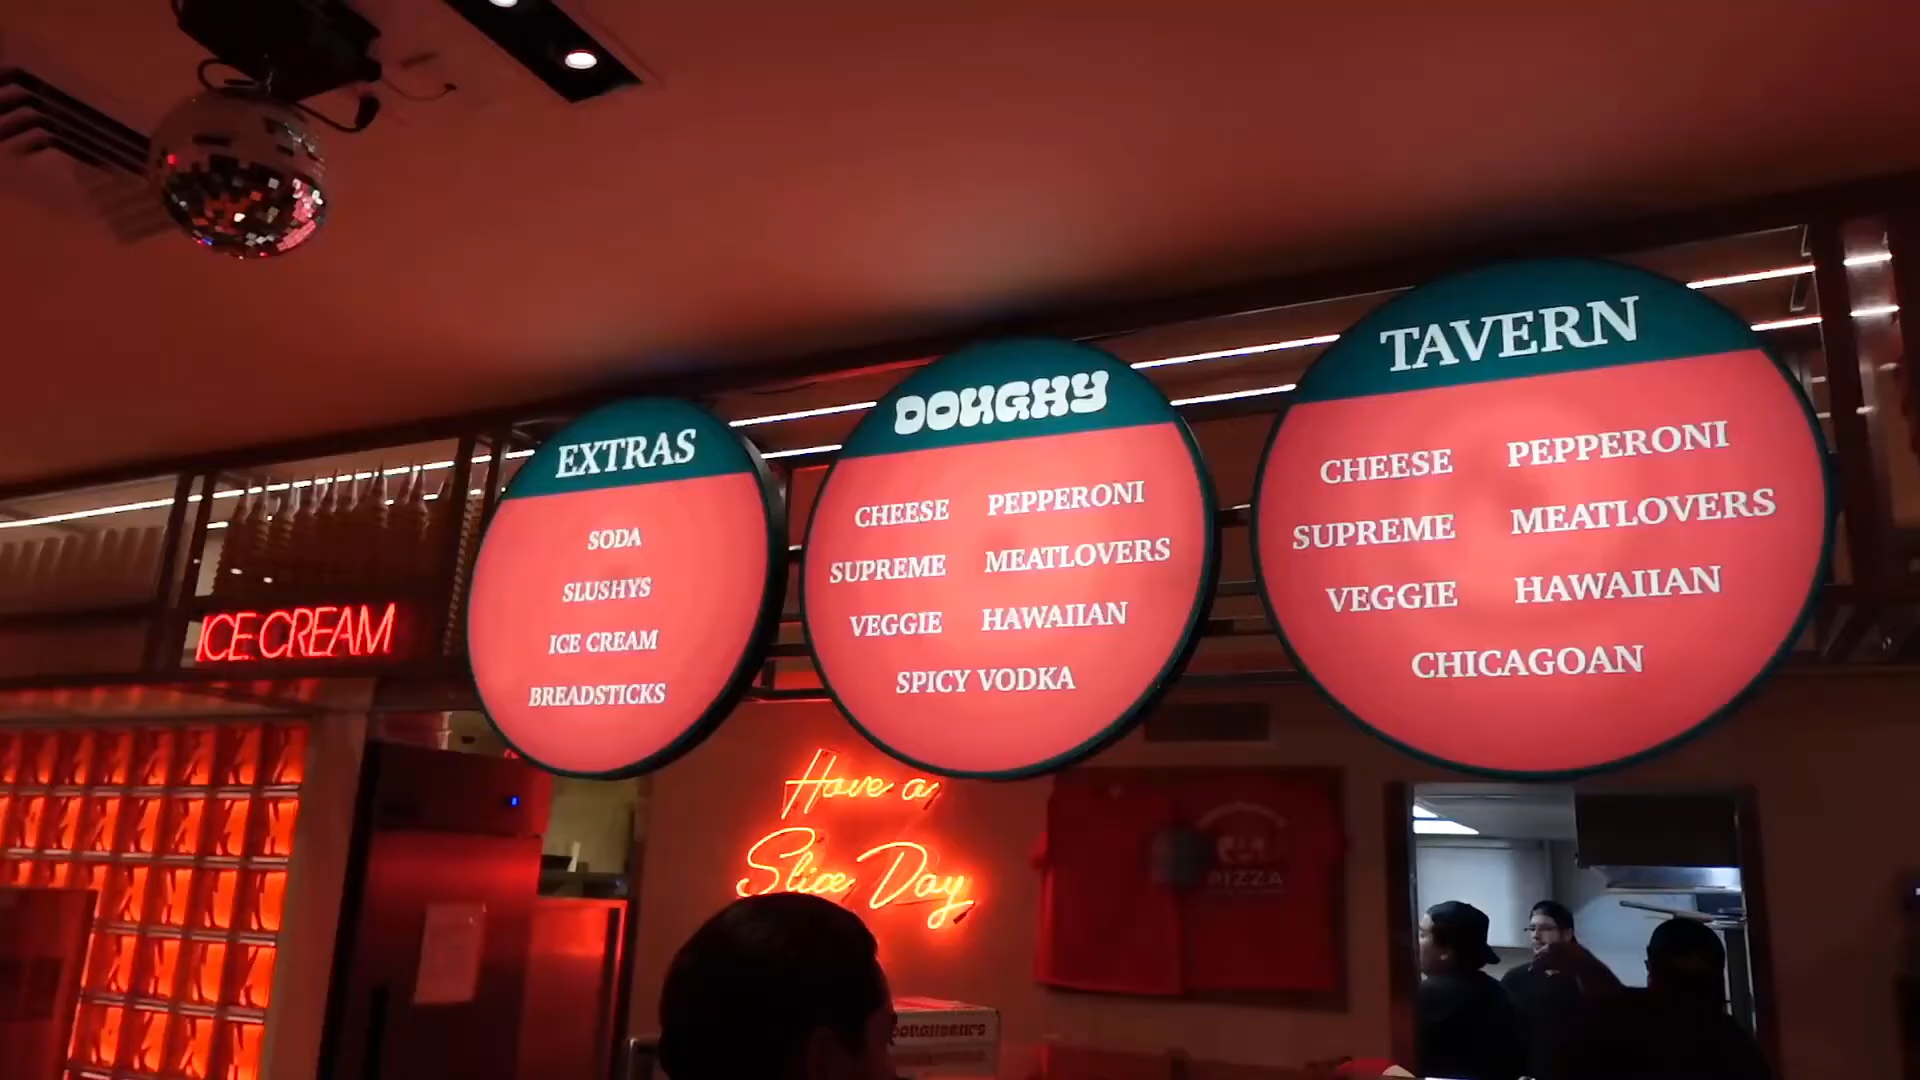 EXTRAS
SODA
SLUSHYS
ICE CREAM
BREADSTICKS
DOUGHY
CHEESE PEPPERONI
SUPREME MEATLOVERS
VEGGIE HAWAIIAN
SPICY VODKA
TAVERN
CHEESE PEPPERONI
SUPREME MEATLOVERS
VEGGIE HAWAIIAN
CHICAGOAN
ICE CREAM
Have a
Slice Day
PIZZA